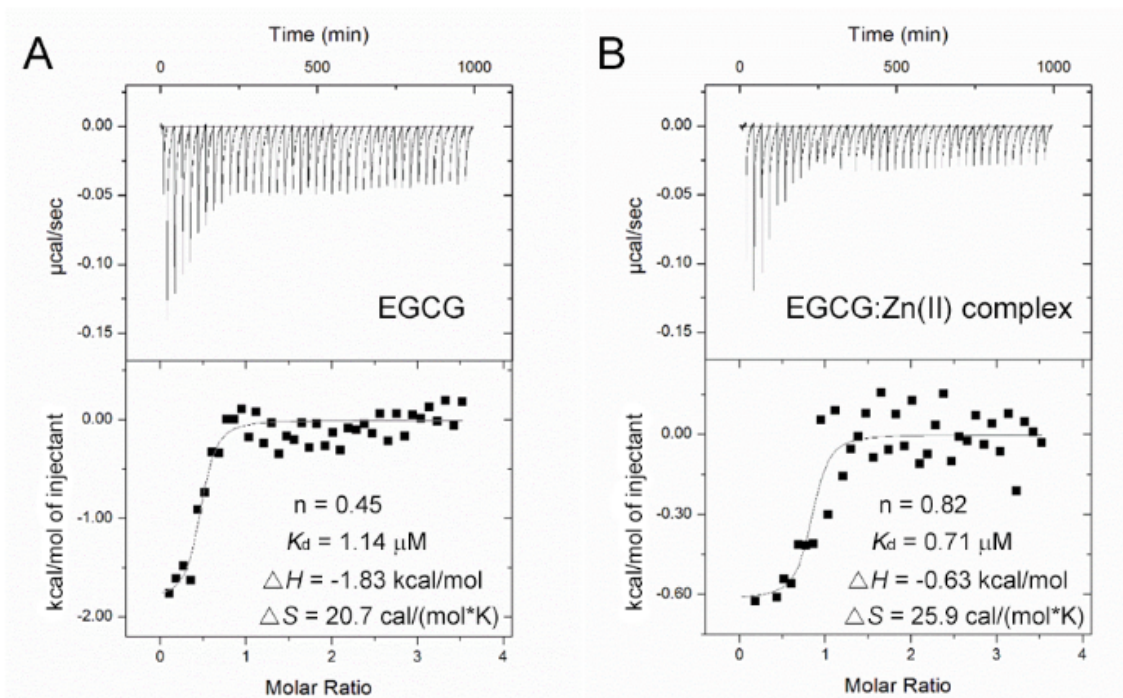 A
Time (min)
0 500 1000
0.00
-0.05
-0.10
-0.15
µcal/sec
EGCG
0.00
-1.00
-2.00
kcal/mol of injectant
n = 0.45
Kd = 1.14 µM
△H = -1.83 kcal/mol
△S = 20.7 cal/(mol*K)
0 1 2 3 4
Molar Ratio
B
Time (min)
0 500 1000
0.00
-0.05
-0.10
-0.15
µcal/sec
EGCG:Zn(II) complex
0.00
-0.30
-0.60
kcal/mol of injectant
n = 0.82
Kd = 0.71 µM
△H = -0.63 kcal/mol
△S = 25.9 cal/(mol*K)
0 1 2 3 4
Molar Ratio